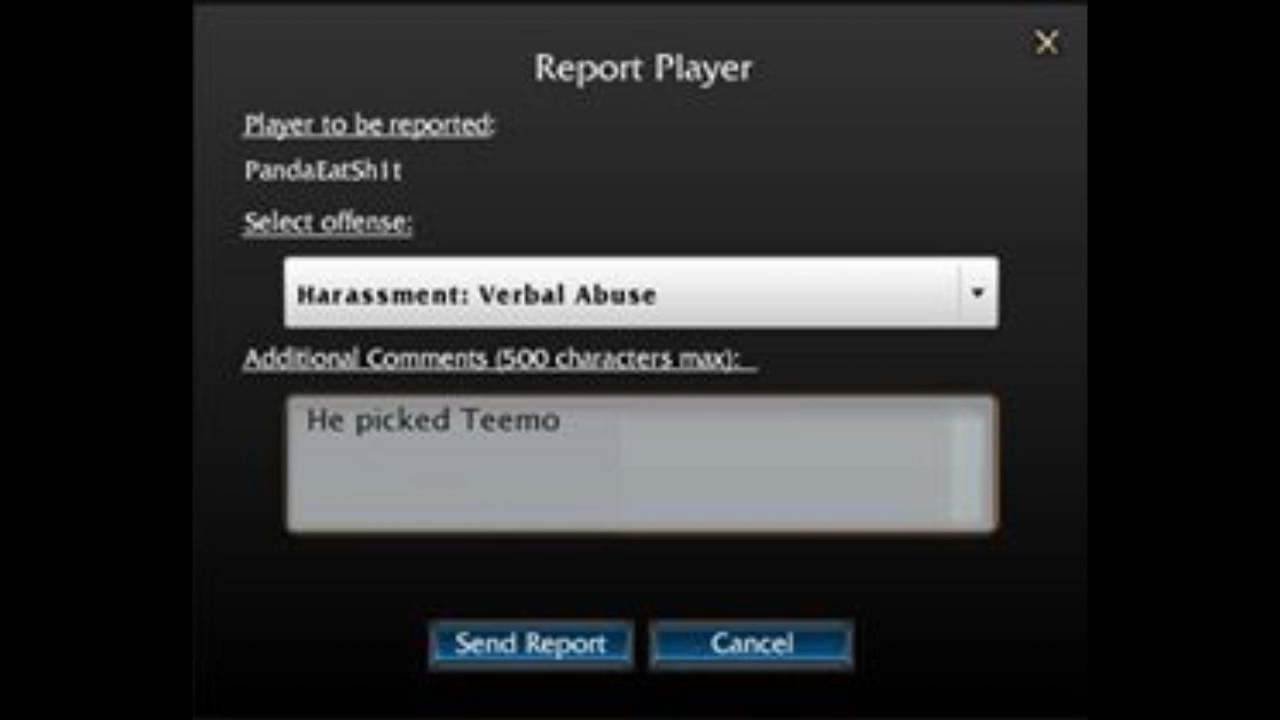 Report Player
Player to be reported:
PandaEatSh1t
Select offense:
Harassment: Verbal Abuse
Additional Comments (500 characters max):
He picked Teemo
Send Report
Cancel